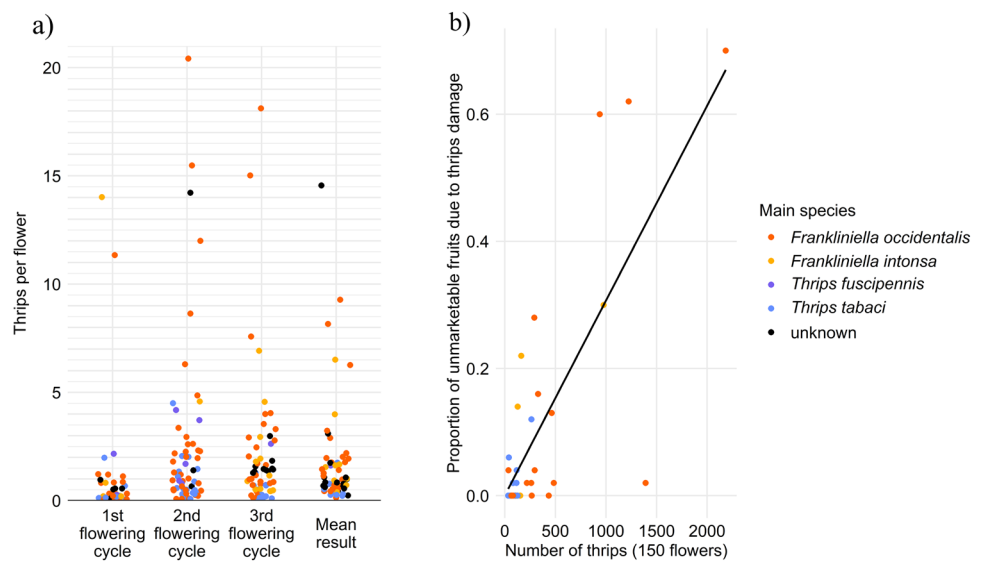 a)
Thrips per flower
20
15
10
5
0
1st
flowering
cycle
2nd
flowering
cycle
3rd
flowering
cycle
Mean
result
b)
Proportion of unmarketable fruits due to thrips damage
0.6
0.4
0.2
0.0
0
500
1000
1500
2000
Number of thrips (150 flowers)
Main species
Frankliniella occidentalis
Frankliniella intonsa
Thrips fuscipennis
Thrips tabaci
unknown